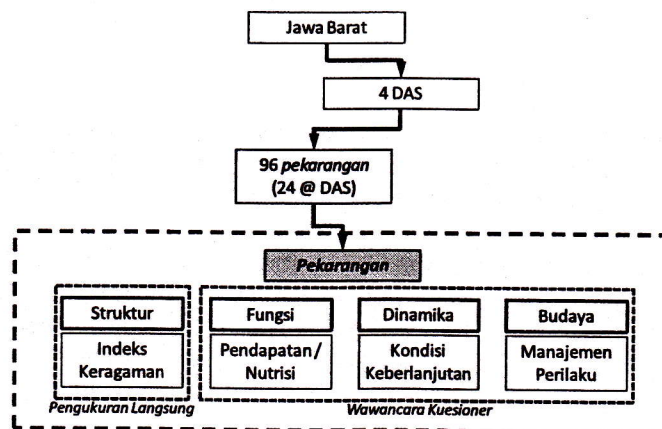 Jawa Barat
4 DAS
96 pekarangan
(24 @ DAS)
Pekarangan
Struktur
Indeks
Keragaman
Pengukuran Langsung
Fungsi
Pendapatan/
Nutrisi
Dinamika
Kondisi
Keberlanjutan
Budaya
Manajemen
Perilaku
Wawancara Kuesioner